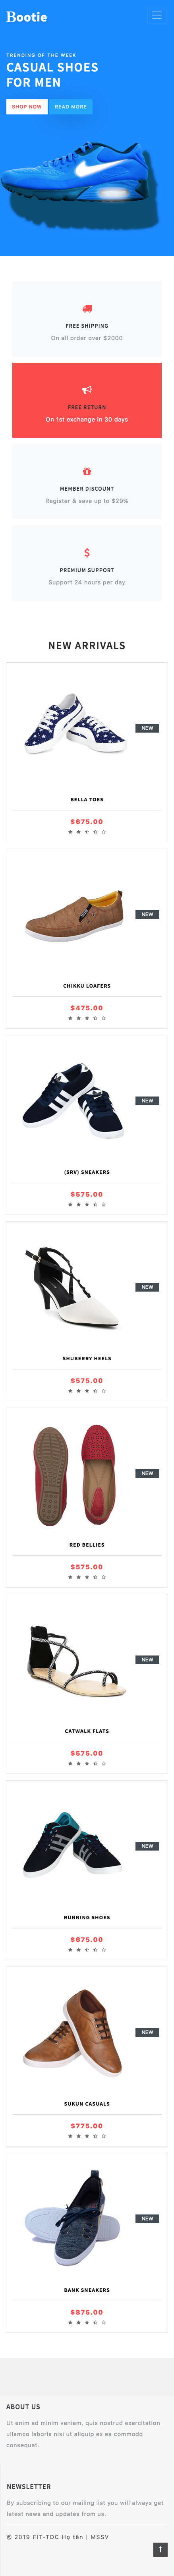 Bootie
TRENDING OF THE WEEK
CASUAL SHOES
FOR MEN
SHOP NOW
READ MORE
FREE SHIPPING
On all order over $2000
FREE RETURN
On 1st exchange in 30 days
MEMBER DISCOUNT
Register & save up to $29%
PREMIUM SUPPORT
Support 24 hours per day
NEW ARRIVALS
NEW
BELLA TOES
$675.00
NEW
CHIKKU LOAFERS
$475.00
NEW
(SRV) SNEAKERS
$575.00
NEW
SHUBERRY HEELS
$575.00
NEW
RED BELLIES
$575.00
NEW
CATWALK FLATS
$575.00
NEW
RUNNING SHOES
$675.00
NEW
SUKUN CASUALS
$775.00
NEW
BANK SNEAKERS
$875.00
ABOUT US
Ut enim ad minim veniam, quis nostrud exercitation
ullamco laboris nisi ut aliquip ex ea commodo
consequat.
NEWSLETTER
By subscribing to our mailing list you will always get
latest news and updates from us.
© 2019 FIT-TDC Họ tên | MSSV